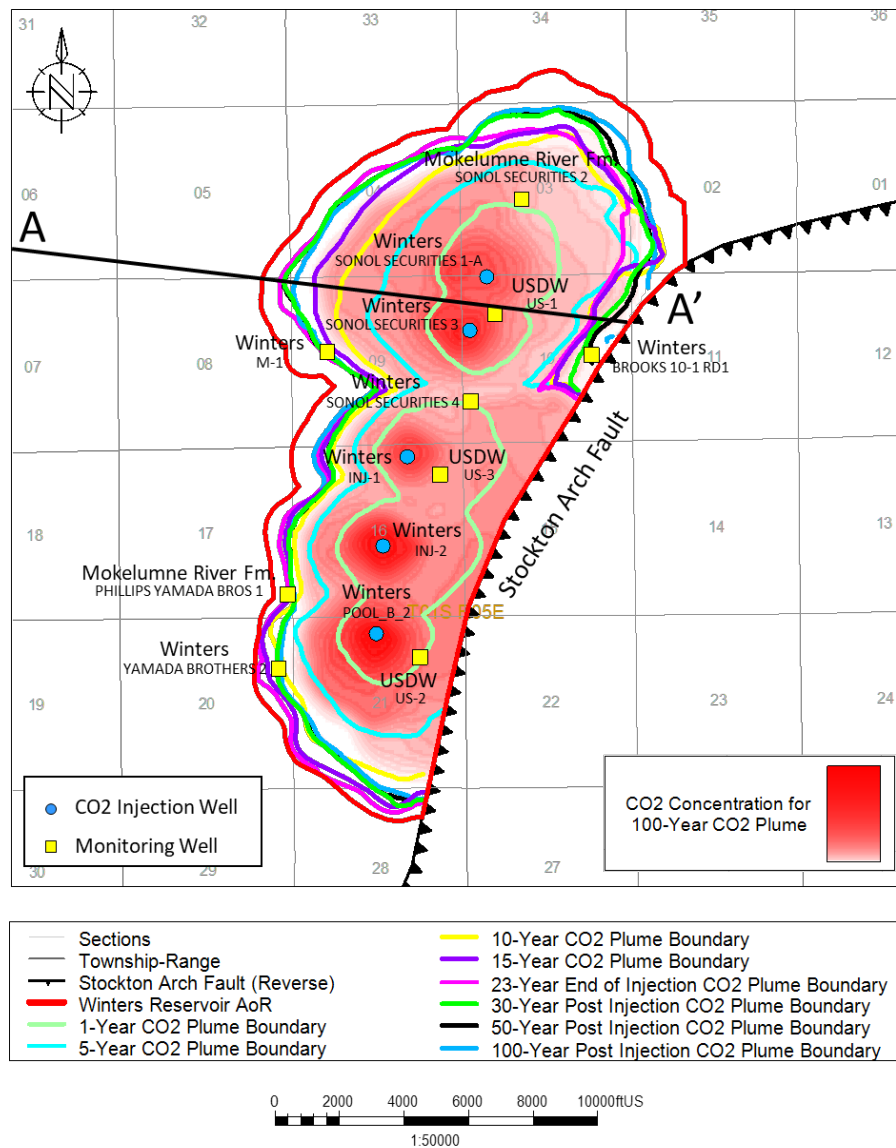 31
32
33
34
35
36
N
Mokelumne River Fm.
SONOL SECURITIES 2
06
05
04
03
02
01
A
Winters
SONOL SECURITIES 1-A
USDW
US-1
Winters
SONOL SECURITIES 3
A'
Winters
M-1
Winters
BROOKS 10-1 RD1
07
08
09
10
11
12
Winters
SONOL SECURITIES 4
Winters
INJ-1
USDW
US-3
Stockton Arch Fault
18
17
16
Winters
INJ-2
14
13
Mokelumne River Fm.
PHILLIPS YAMADA BROS 1
Winters
POOL_B_2
T01S R05E
Winters
YAMADA BROTHERS 2
USDW
US-2
19
20
21
22
23
24
CO2 Injection Well
Monitoring Well
CO2 Concentration for
100-Year CO2 Plume
30
29
28
27
Sections
Township-Range
Stockton Arch Fault (Reverse)
Winters Reservoir AoR
1-Year CO2 Plume Boundary
5-Year CO2 Plume Boundary
10-Year CO2 Plume Boundary
15-Year CO2 Plume Boundary
23-Year End of Injection CO2 Plume Boundary
30-Year Post Injection CO2 Plume Boundary
50-Year Post Injection CO2 Plume Boundary
100-Year Post Injection CO2 Plume Boundary
0 2000 4000 6000 8000 10000ftUS
1:50000